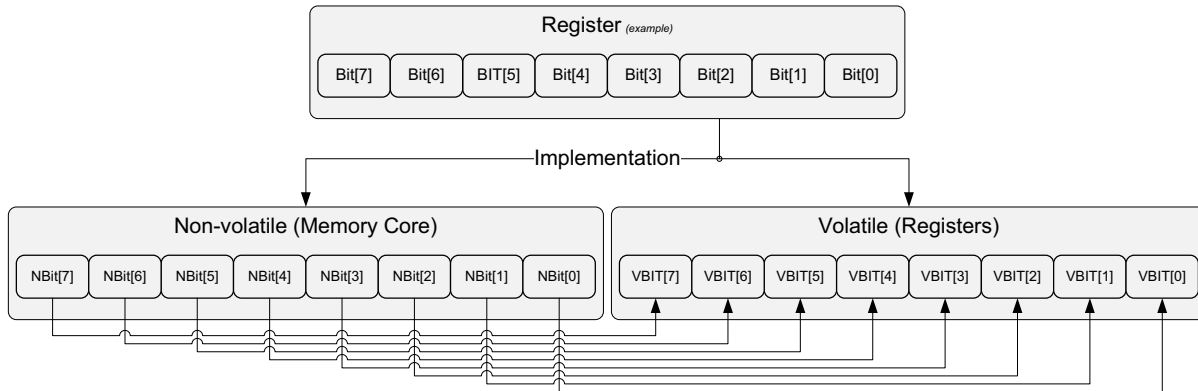 Register (example)
Bit[7] Bit[6] BIT[5] Bit[4] Bit[3] Bit[2] Bit[1] Bit[0]
Implementation
Non-volatile (Memory Core) Volatile (Registers)
NBit[7] NBit[6] NBit[5] NBit[4] NBit[3] NBit[2] NBit[1] NBit[0] VBIT[7] VBIT[6] VBIT[5] VBIT[4] VBIT[3] VBIT[2] VBIT[1] VBIT[0]